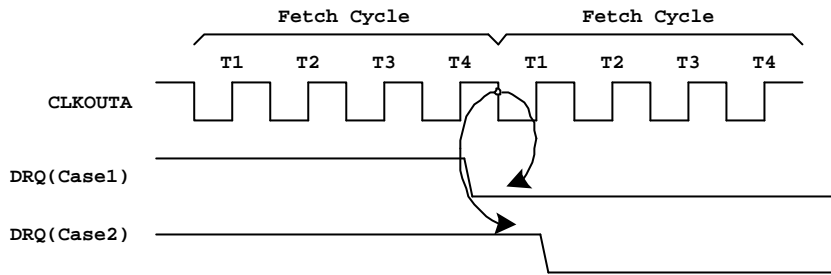 Fetch Cycle Fetch Cycle
T1 T2 T3 T4 T1 T2 T3 T4
CLKOUTA
DRQ(Case1)
DRQ(Case2)